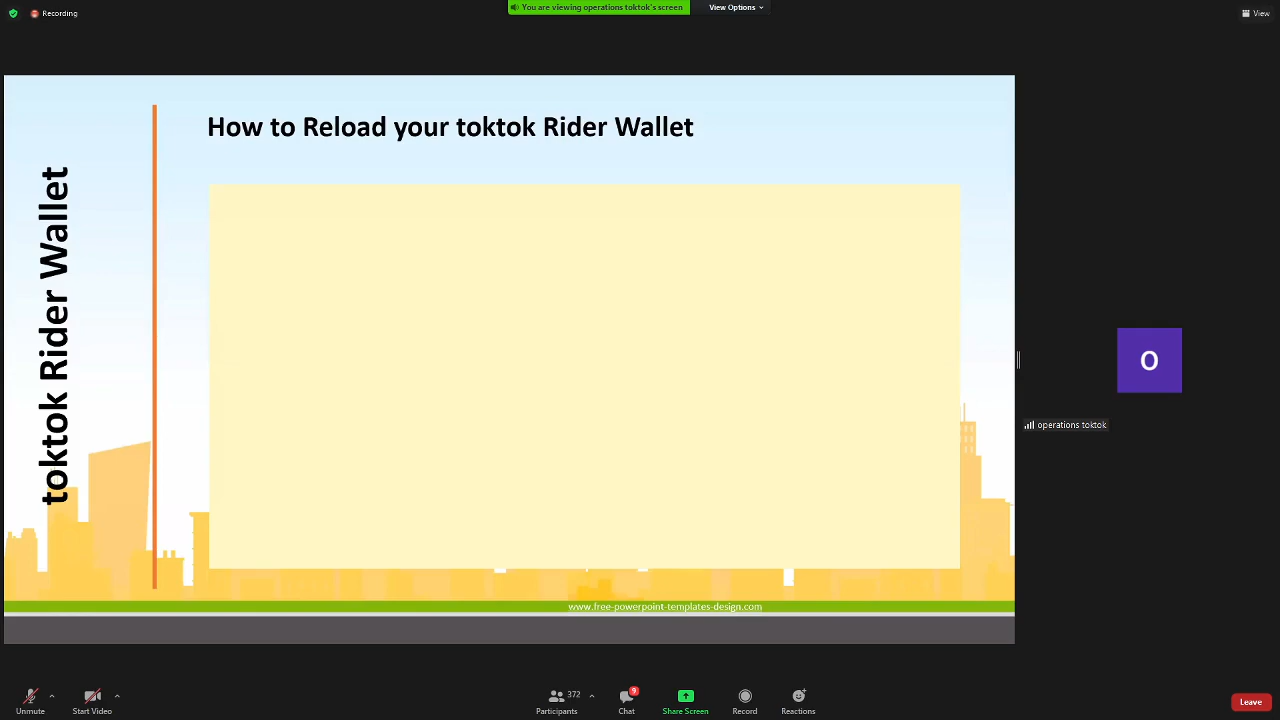 Recording
You are viewing operations toktok's screen
View Options
View
How to Reload your toktok Rider Wallet
toktok Rider Wallet
O
operations toktok
www.free-powerpoint-templates-design.com
Unmute
Start Video
372
Participants
9
Chat
Share Screen
Record
Reactions
Leave